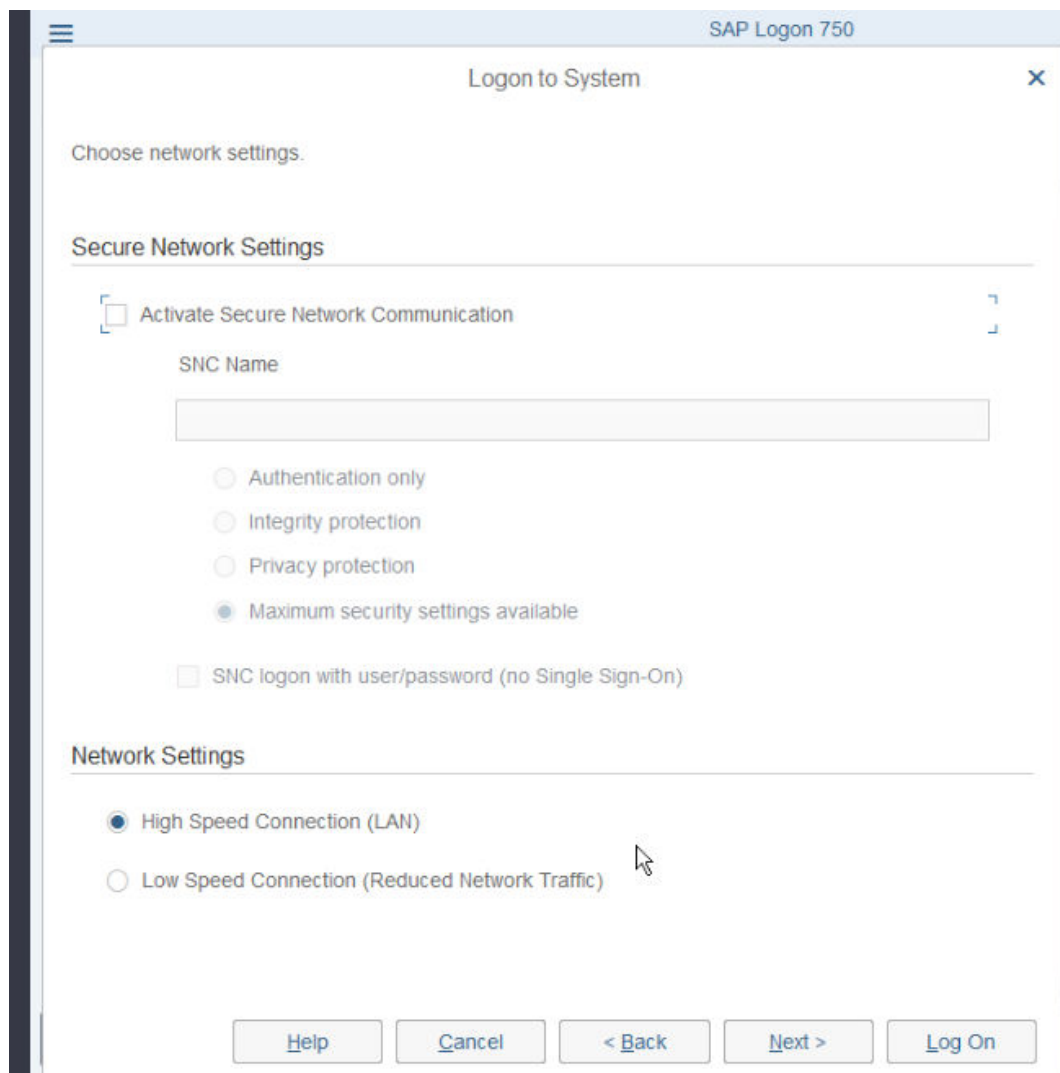 SAP Logon 750
Logon to System
Choose network settings.
Secure Network Settings
Activate Secure Network Communication
SNC Name
Authentication only
Integrity protection
Privacy protection
Maximum security settings available
SNC logon with user/password (no Single Sign-On)
Network Settings
High Speed Connection (LAN)
Low Speed Connection (Reduced Network Traffic)
Help Cancel < Back Next > Log On